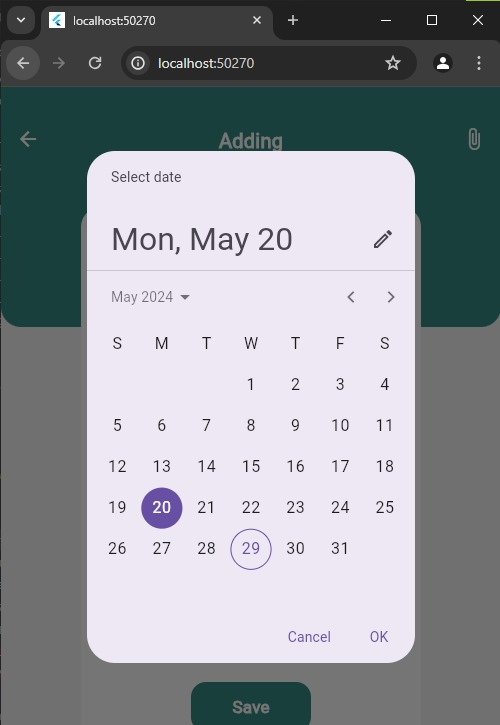 localhost:50270
localhost:50270
Adding
Select date
Mon, May 20
May 2024
S M T W T F S
1 2 3 4
5 6 7 8 9 10 11
12 13 14 15 16 17 18
19 20 21 22 23 24 25
26 27 28 29 30 31
Cancel OK
Save